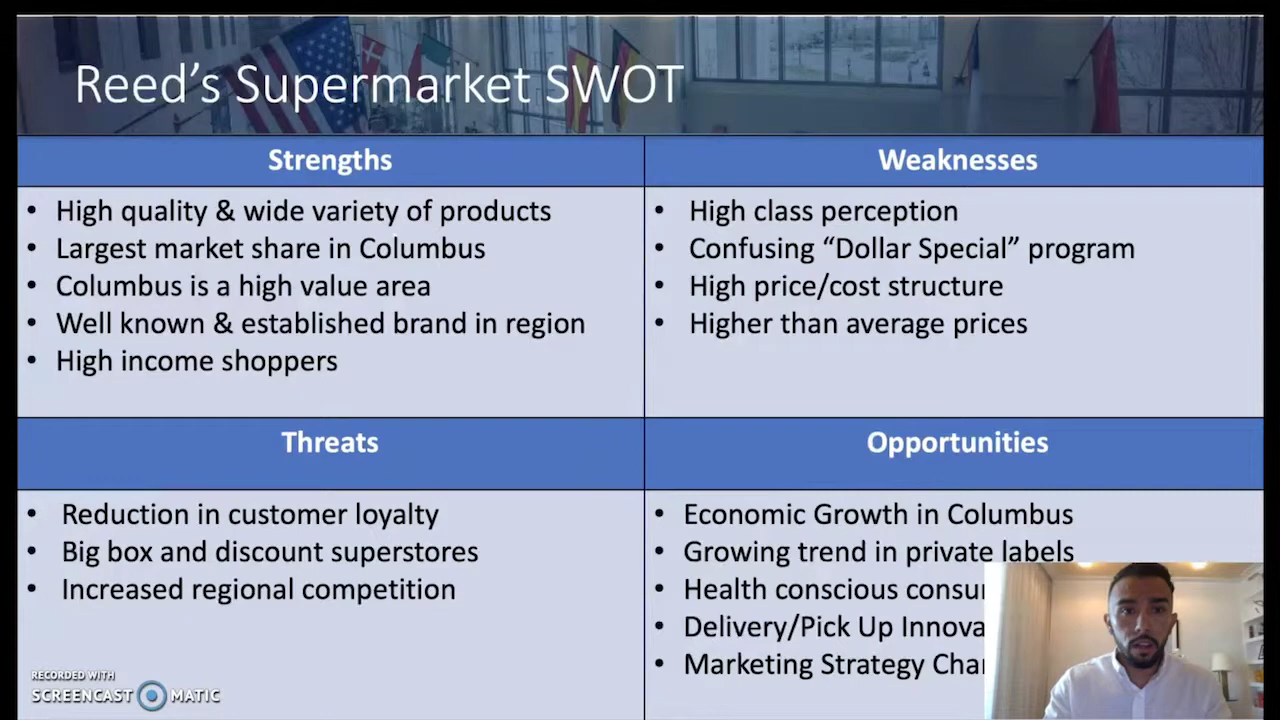 Reed's Supermarket SWOT
Strengths
Weaknesses
• High quality & wide variety of products
• Largest market share in Columbus
• Columbus is a high value area
• Well known & established brand in region
• High income shoppers
• High class perception
• Confusing “Dollar Special” program
• High price/cost structure
• Higher than average prices
Threats
Opportunities
• Reduction in customer loyalty
• Big box and discount superstores
• Increased regional competition
• Economic Growth in Columbus
• Growing trend in private labels
• Health conscious
• Delivery/Pick Up
• Marketing Strategy
RECORDED WITH
SCREENCAST MATIC